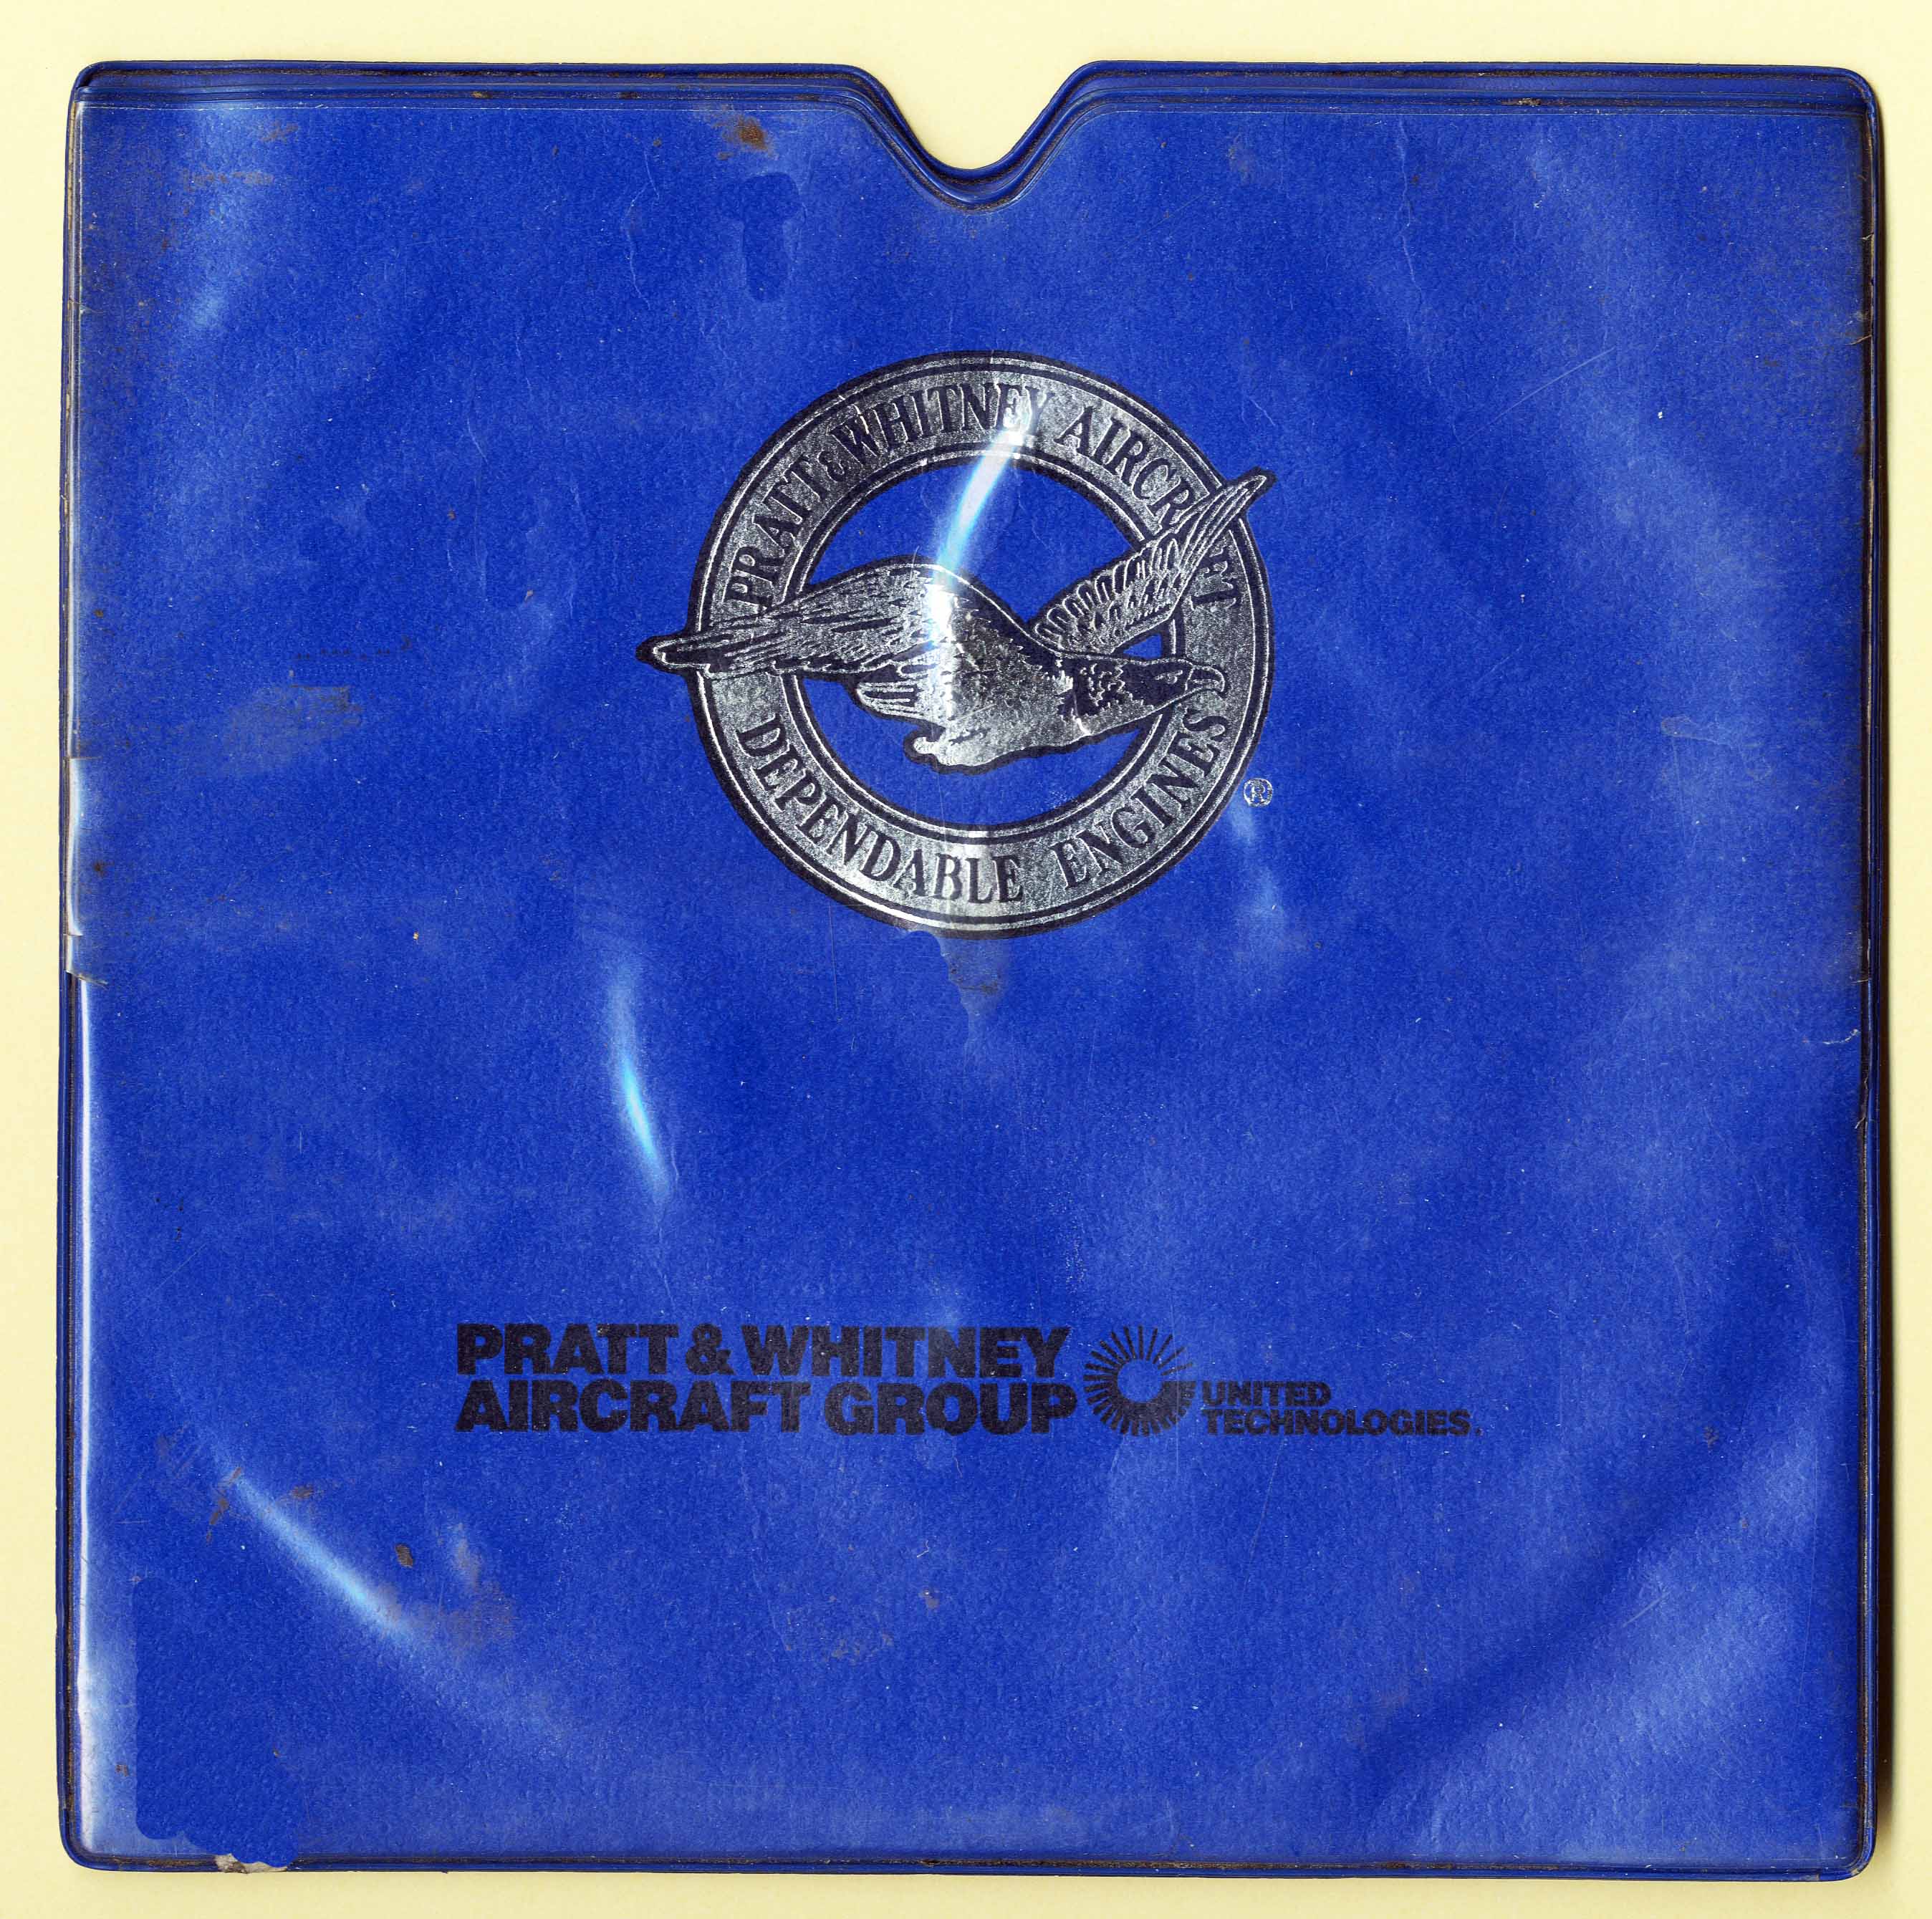 PRATT & WHITNEY AIRCRAFT
DEPENDABLE ENGINES
®
PRATT & WHITNEY
AIRCRAFT GROUP
UNITED
TECHNOLOGIES.